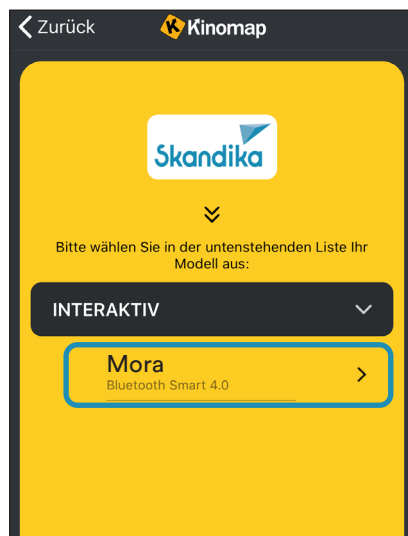 Zurück
Kinomap
Skandika
Bitte wählen Sie in der untenstehenden Liste Ihr
Modell aus:
INTERAKTIV
Mora
Bluetooth Smart 4.0